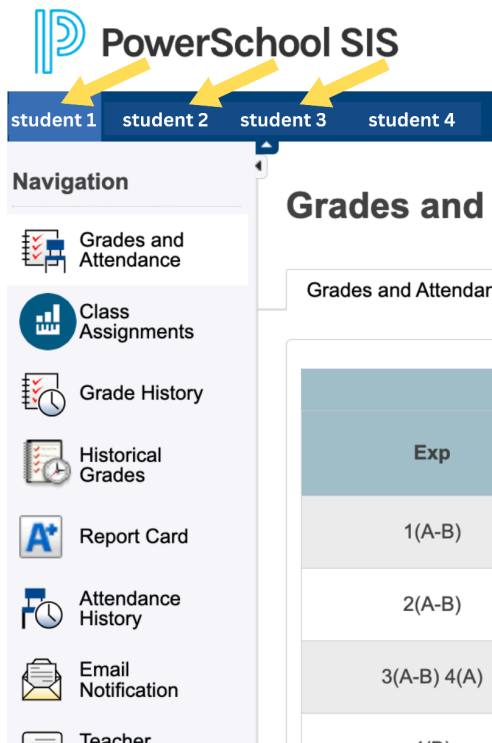 PowerSchool SIS
student 1 student 2 student 3 student 4
Navigation
Grades and
Grades and
Attendance
Grades and Attendan
Class
Assignments
Grade History
Exp
Historical
Grades
1(A-B)
Report Card
2(A-B)
Attendance
History
3(A-B) 4(A)
Email
Notification
Teacher